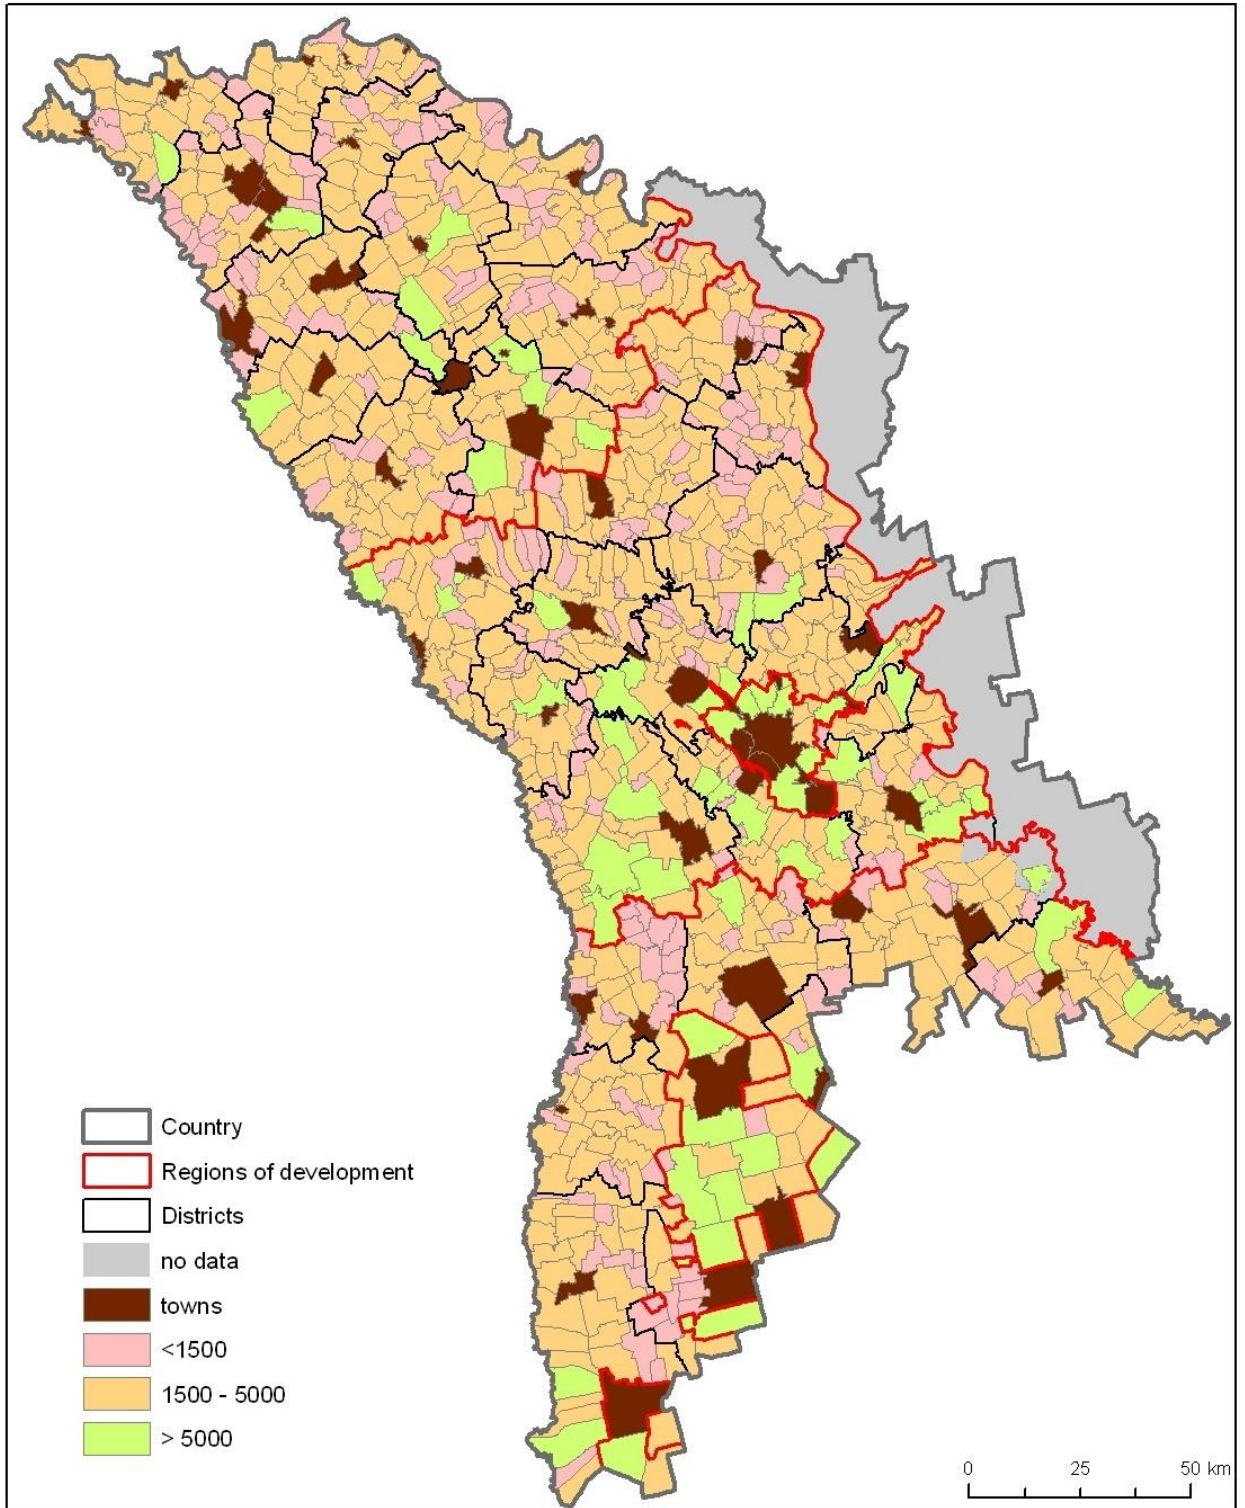 Country
Regions of development
Districts
no data
towns
<1500
1500 - 5000
> 5000
0 25 50 km